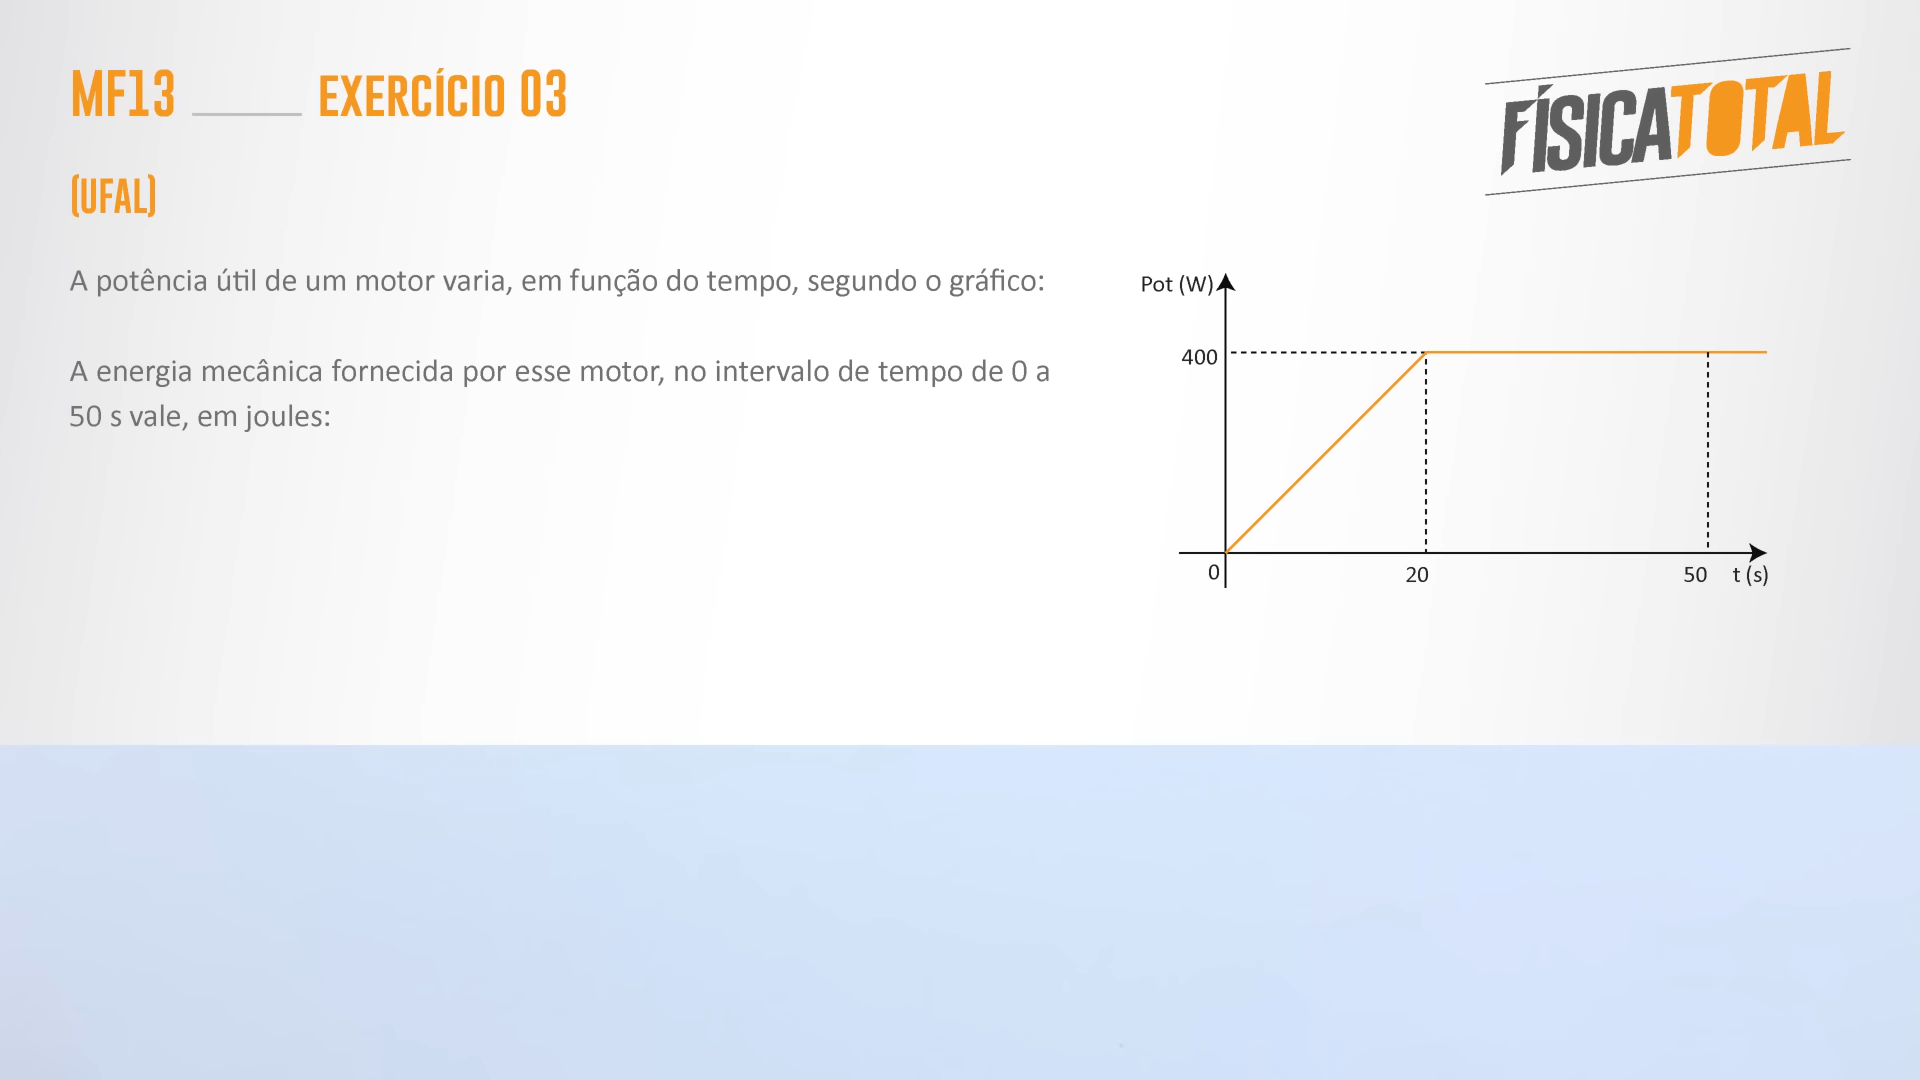 MF13 EXERCÍCIO 03
FÍSICATOTAL
(UFAL)
A potência útil de um motor varia, em função do tempo, segundo o gráfico:
A energia mecânica fornecida por esse motor, no intervalo de tempo de 0 a
50 s vale, em joules:
Pot (W)
400
0
20
50
t (s)